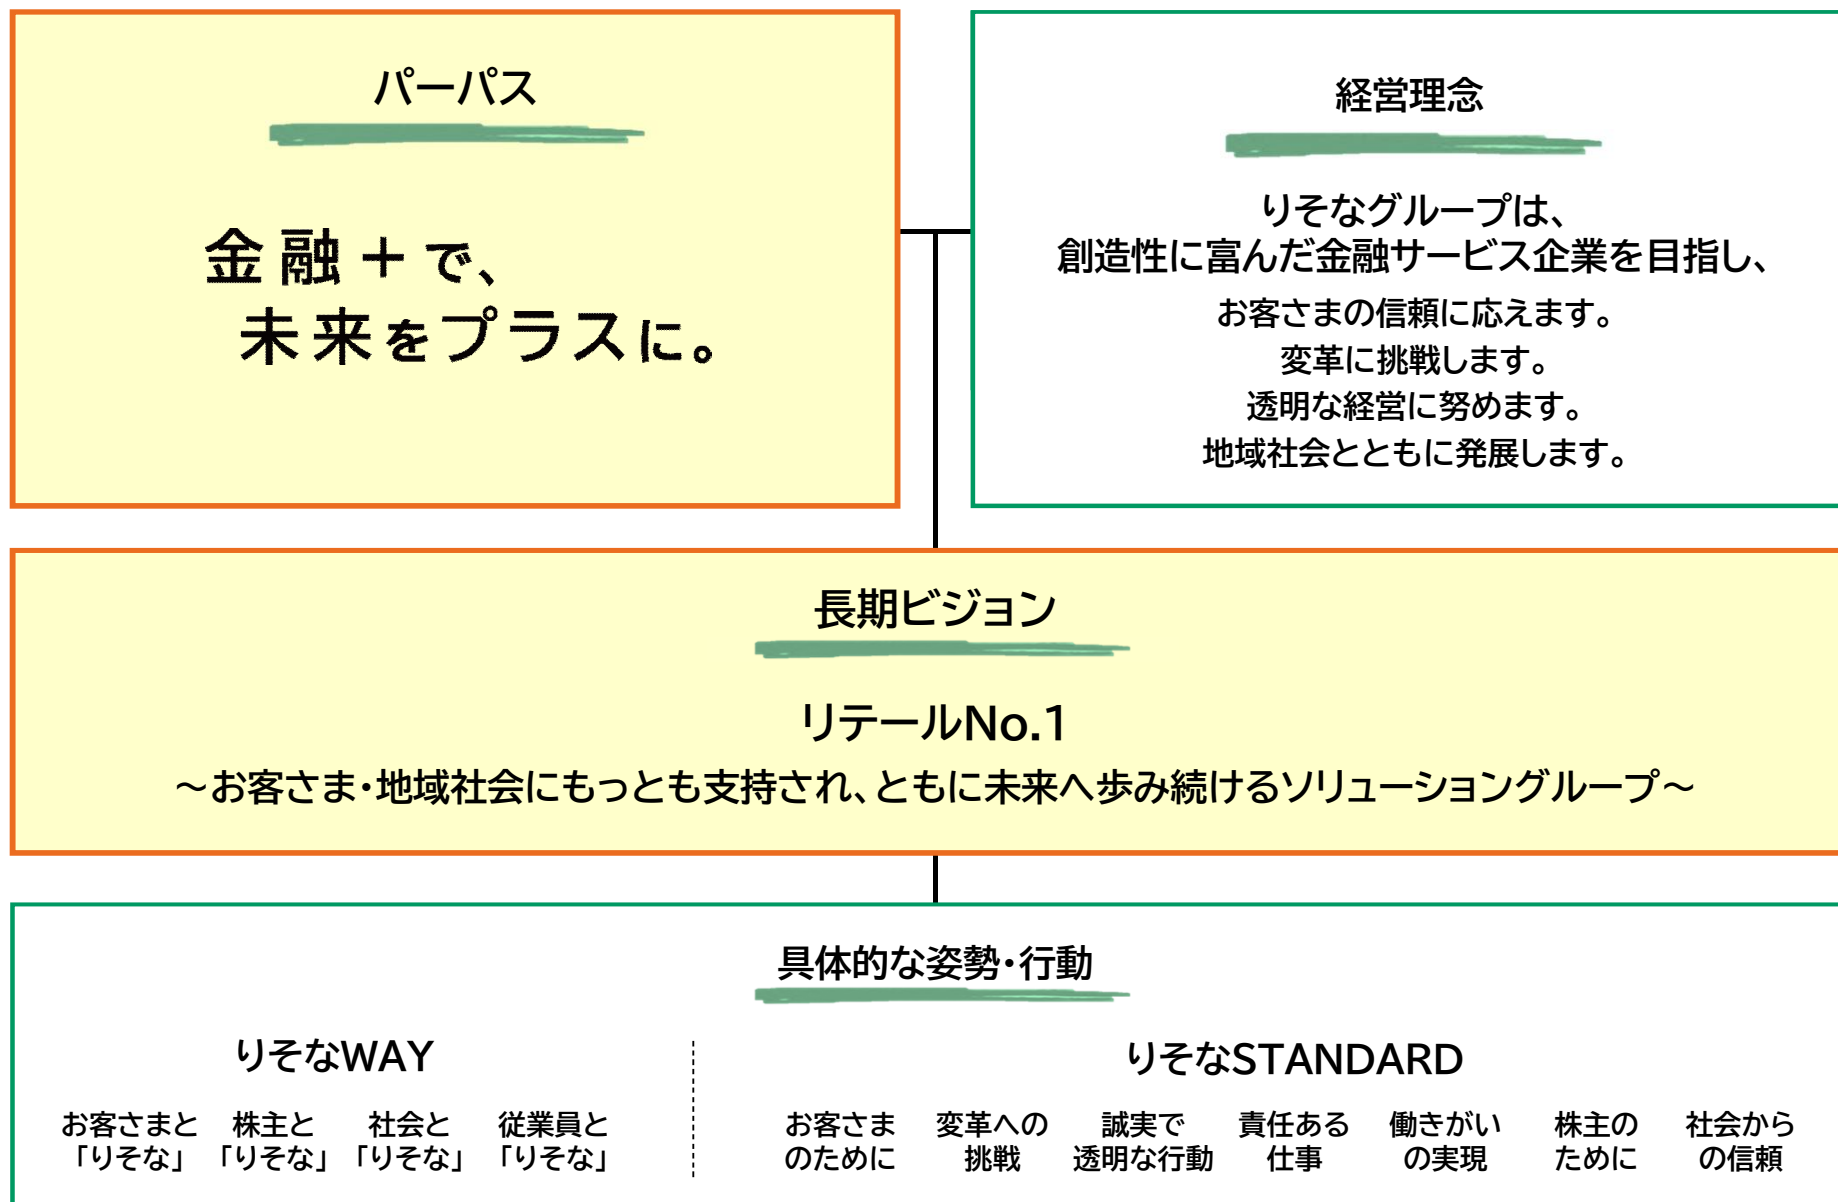 パーパス
金融+で、
未来をプラスに。
経営理念
りそなグループは、
創造性に富んだ金融サービス企業を目指し、
お客さまの信頼に応えます。
変革に挑戦します。
透明な経営に努めます。
地域社会とともに発展します。
長期ビジョン
リテールNo.1
～お客さま・地域社会にもっとも支持され、ともに未来へ歩み続けるソリューショングループ～
具体的な姿勢・行動
りそなWAY
お客さまと
「りそな」
株主と
「りそな」
社会と
「りそな」
従業員と
「りそな」
りそなSTANDARD
お客さま
のために
変革への
挑戦
誠実で
透明な行動
責任ある
仕事
働きがい
の実現
株主の
ために
社会から
の信頼